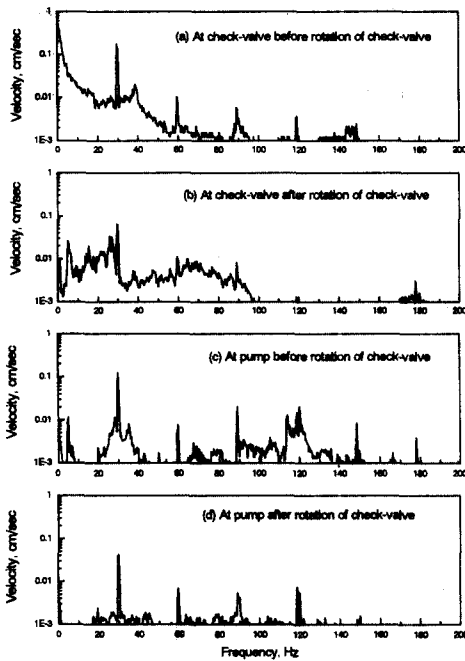 (a) At check-valve before rotation of check-valve
Velocity, cm/sec
1
0.1
0.01
1E-3
0 20 40 60 80 100 120 140 160 180 200
(b) At check-valve after rotation of check-valve
Velocity, cm/sec
1
0.1
0.01
1E-3
0 20 40 60 80 100 120 140 160 180 200
(c) At pump before rotation of check-valve
Velocity, cm/sec
1
0.1
0.01
1E-3
0 20 40 60 80 100 120 140 160 180 200
(d) At pump after rotation of check-valve
Velocity, cm/sec
1
0.1
0.01
1E-3
0 20 40 60 80 100 120 140 160 180 200
Frequency, Hz